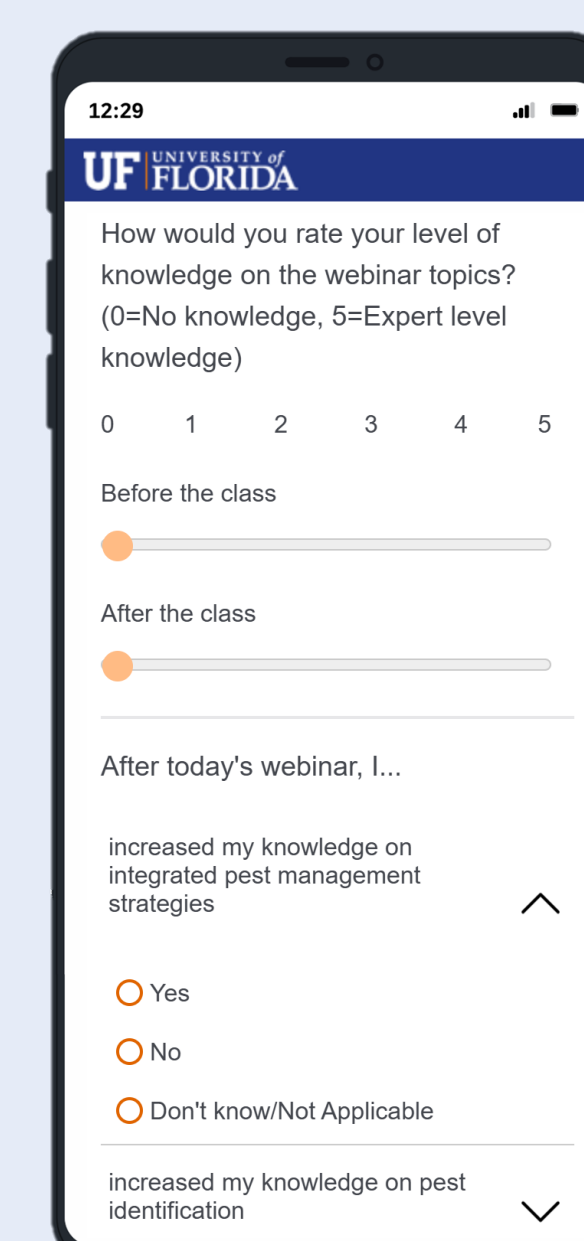 12:29
UF UNIVERSITY of
FLORIDA
How would you rate your level of
knowledge on the webinar topics?
(0=No knowledge, 5=Expert level
knowledge)
0 1 2 3 4 5
Before the class
After the class
After today's webinar, I...
increased my knowledge on
integrated pest management
strategies
Yes
No
Don't know/Not Applicable
increased my knowledge on pest
identification